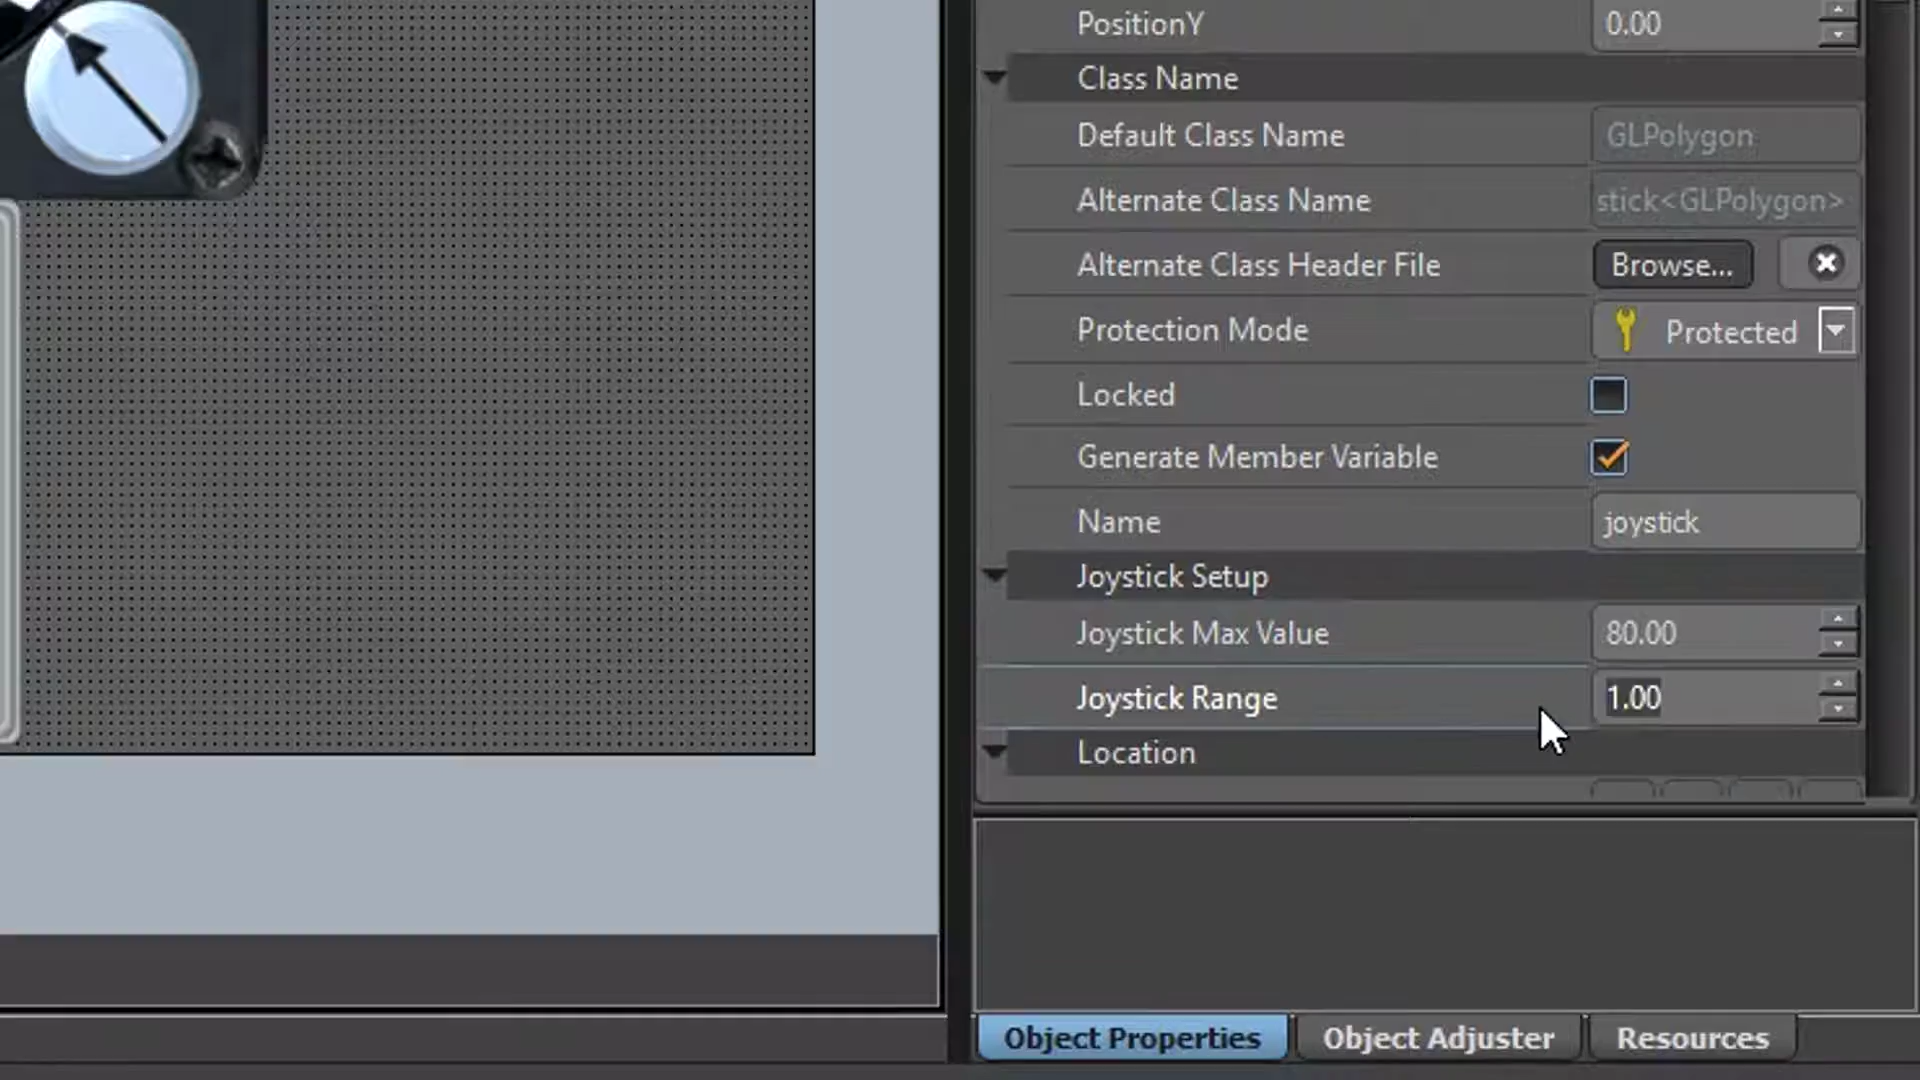 PositionY 0.00
Class Name
Default Class Name GLPolygon
Alternate Class Name stick<GLPolygon>
Alternate Class Header File Browse...
Protection Mode Protected
Locked
Generate Member Variable
Name joystick
Joystick Setup
Joystick Max Value 80.00
Joystick Range 1.00
Location
Object Properties Object Adjuster Resources